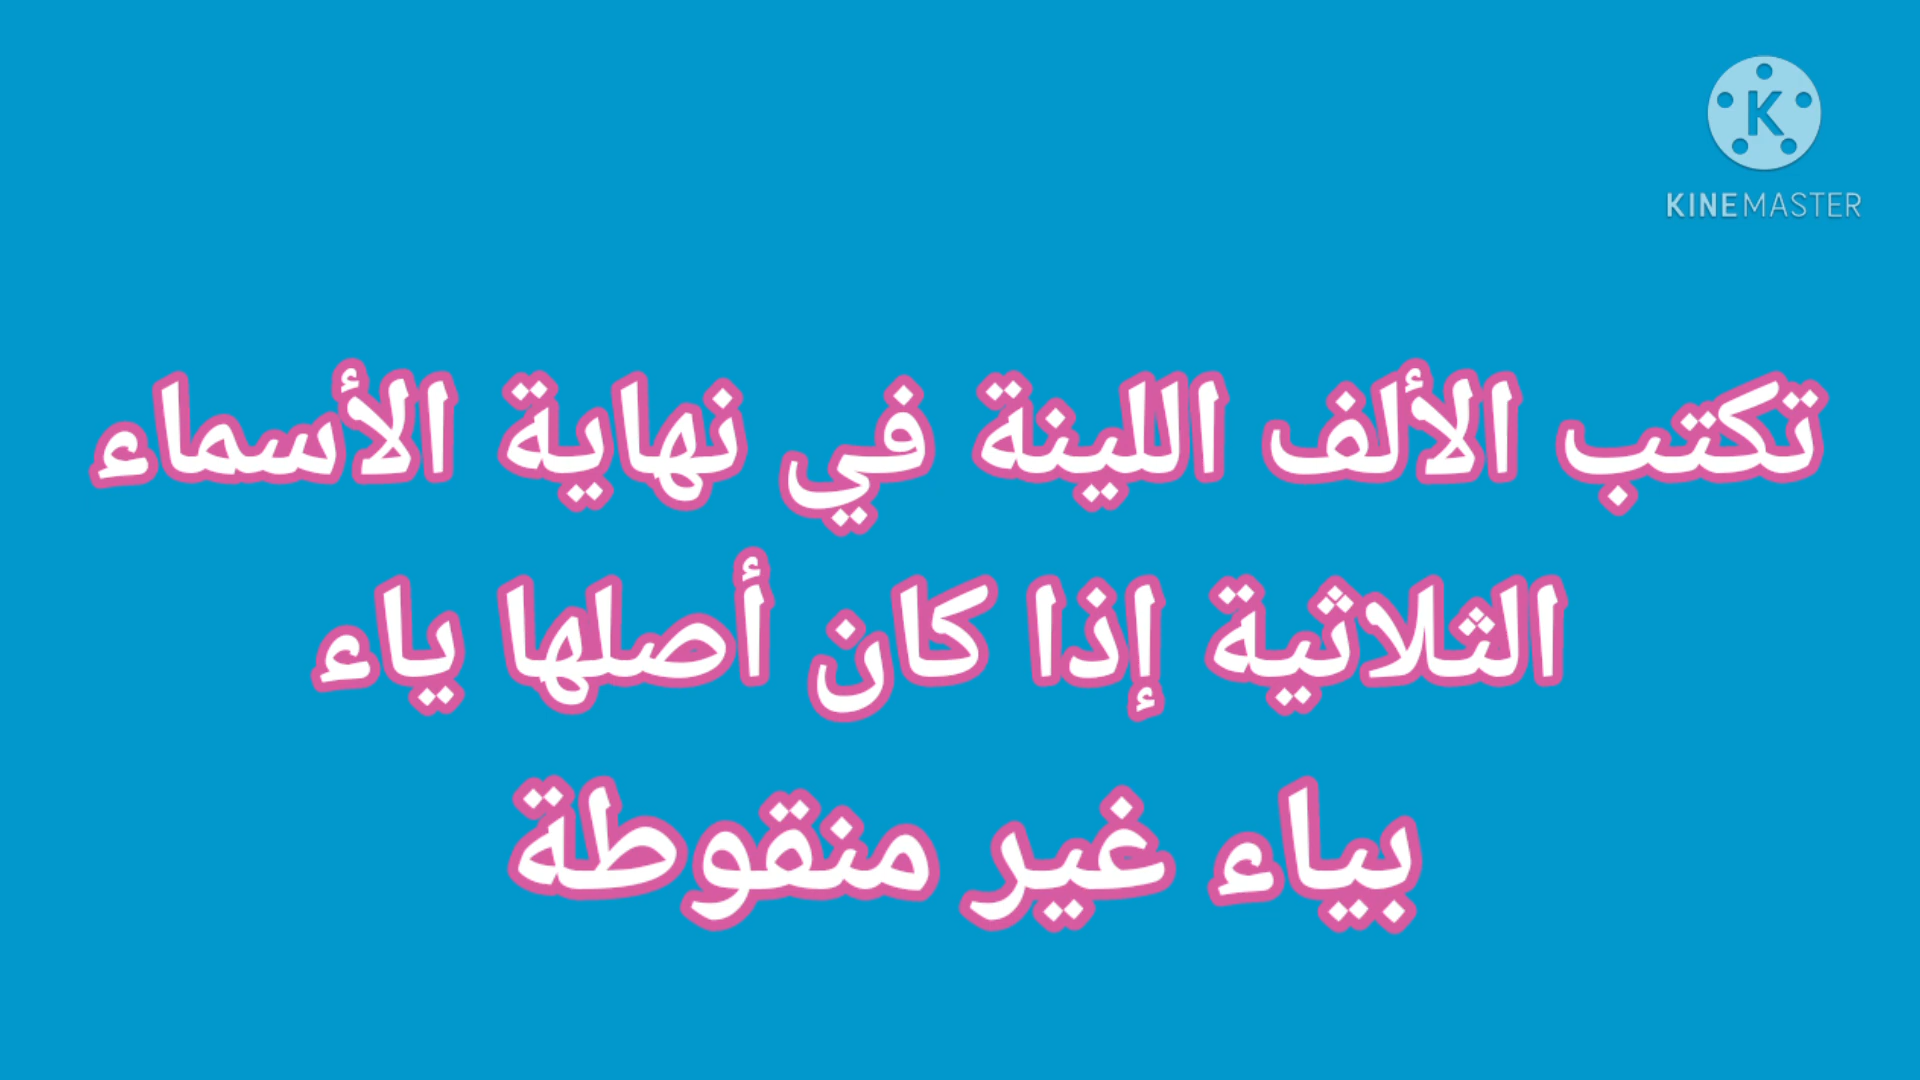 KINEMASTER
تكتب الألف اللينة في نهاية الأسماء
الثلاثية إذا كان أصلها ياء
بياء غير منقوطة